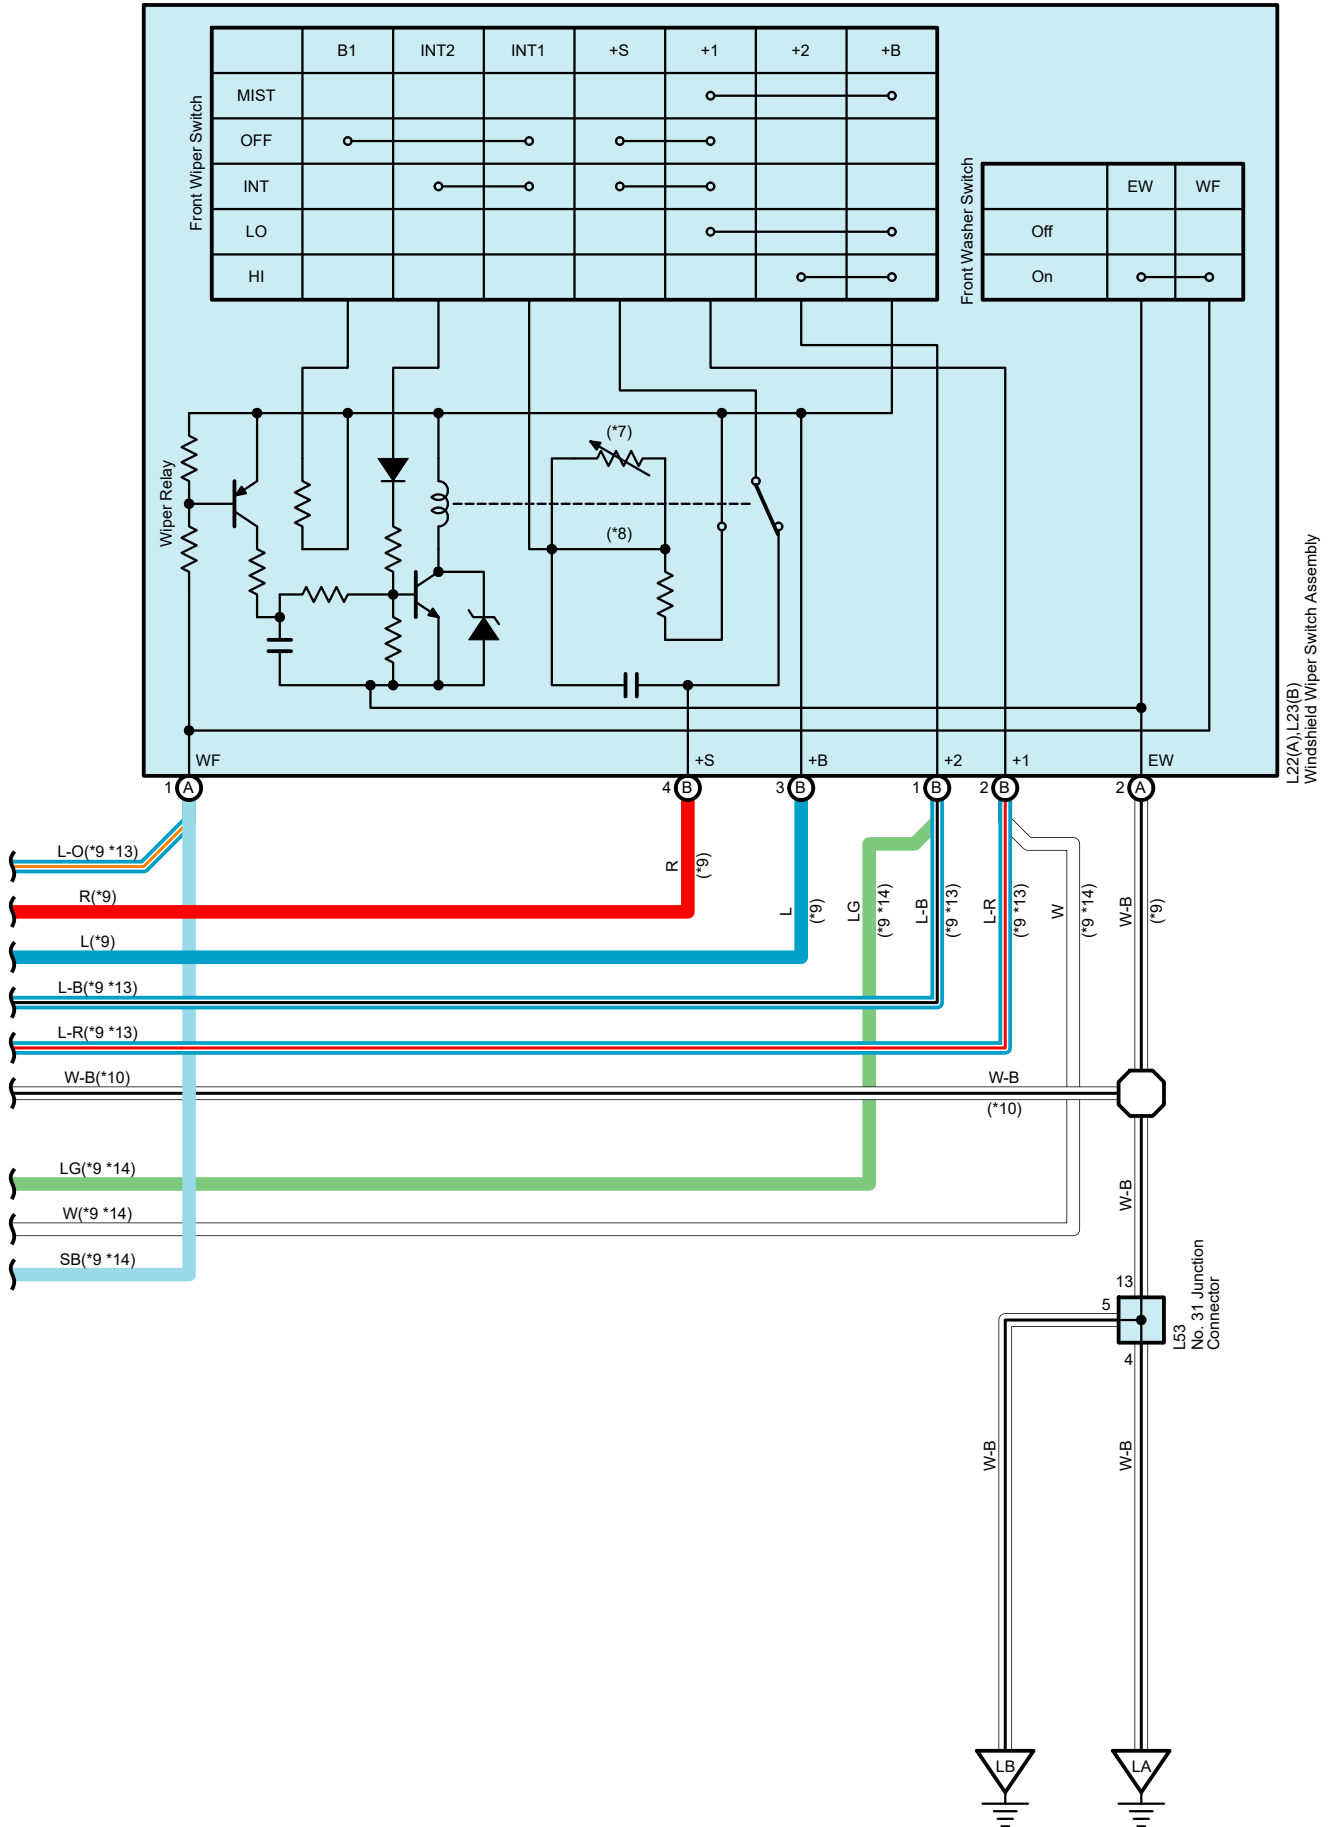 B1 INT2 INT1 +S +1 +2 +B
MIST
OFF
INT
LO
HI
Front Wiper Switch
EW WF
Off
On
Front Washer Switch
Wiper Relay
(*7)
(*8)
WF +S +B +2 +1 EW
1 A 4 B 3 B 1 B 2 B 2 A
L22(A),L23(B)
Windshield Wiper Switch Assembly
L-O(*9 *13)
R(*9)
L(*9)
L-B(*9 *13)
L-R(*9 *13)
W-B(*10)
LG(*9 *14)
W(*9 *14)
SB(*9 *14)
R
(*9)
L
(*9)
LG
(*9 *14)
L-B
(*9 *13)
L-R
(*9 *13)
W
(*9 *14)
W-B
(*9)
W-B
(*10)
W-B
13
5
4
L53
No. 31 Junction
Connector
W-B
W-B
LB
LA